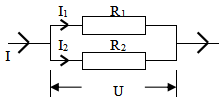 I₁ R₁
I₂ R₂
I
U